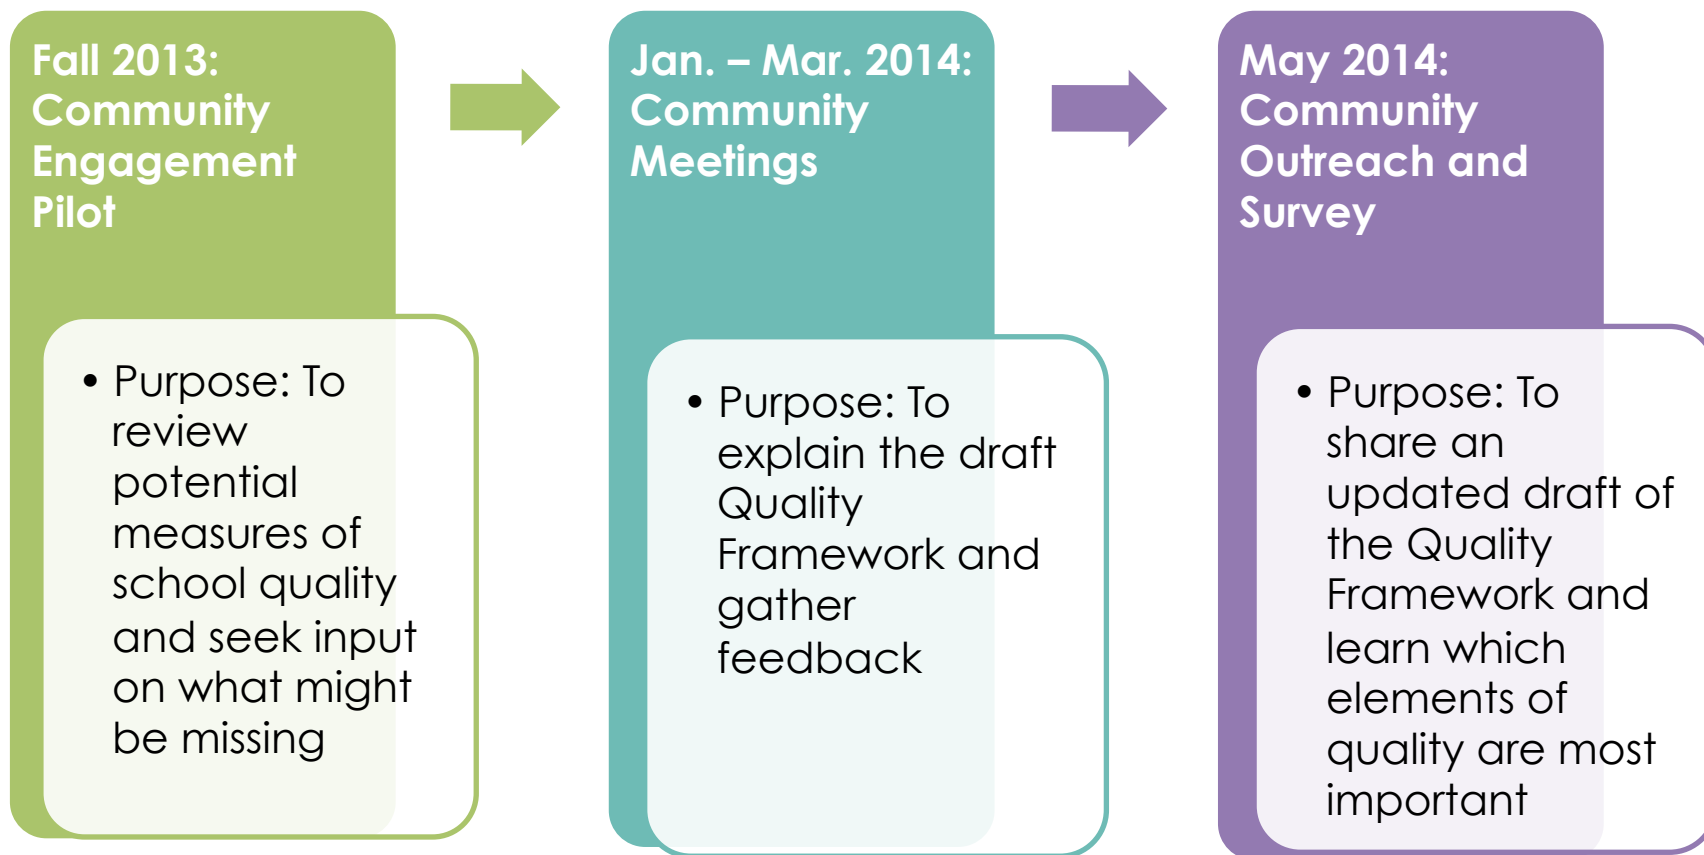 Fall 2013:
Community
Engagement
Pilot
• Purpose: To
review
potential
measures of
school quality
and seek input
on what might
be missing
Jan. – Mar. 2014:
Community
Meetings
• Purpose: To
explain the draft
Quality
Framework and
gather
feedback
May 2014:
Community
Outreach and
Survey
• Purpose: To
share an
updated draft of
the Quality
Framework and
learn which
elements of
quality are most
important